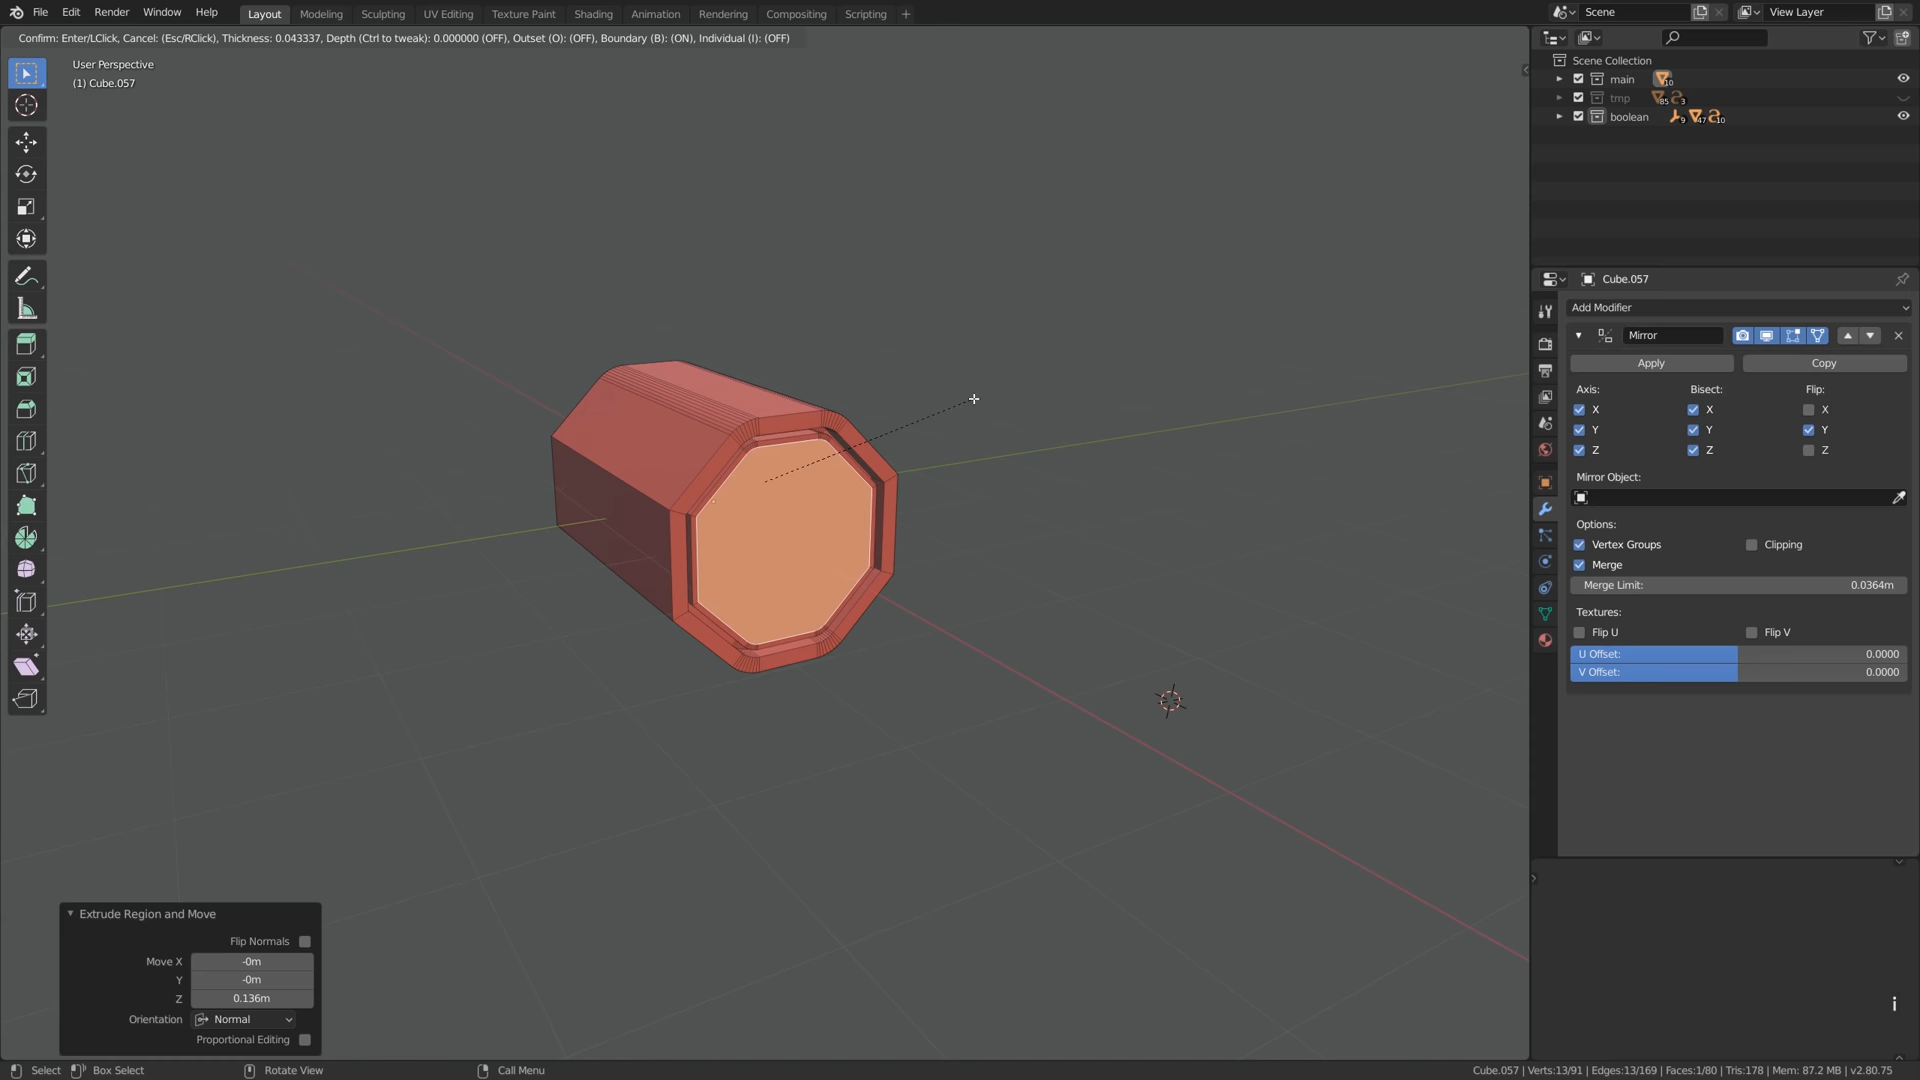 File Edit Render Window Help Layout Modeling Sculpting UV Editing Texture Paint Shading Animation Rendering Compositing Scripting + Scene View Layer
Confirm: Enter/LClick, Cancel: (Esc/RClick), Thickness: 0.043337, Depth (Ctrl to tweak): 0.000000 (OFF), Outset (O): (OFF), Boundary (B): (ON), Individual (I): (OFF)
User Perspective
(1) Cube.057
Scene Collection
main 10
tmp 85 3
boolean 9 47 10
Cube.057
Add Modifier
Mirror
Apply Copy
Axis: Bisect: Flip:
X X X
Y Y Y
Z Z Z
Mirror Object:
Options:
Vertex Groups Clipping
Merge
Merge Limit: 0.0364m
Textures:
Flip U Flip V
U Offset: 0.0000
V Offset: 0.0000
Extrude Region and Move
Flip Normals
Move X -0m
Y -0m
Z 0.136m
Orientation Normal
Proportional Editing
i
Select Box Select Rotate View Call Menu
Cube.057 | Verts:13/91 | Edges:13/169 | Faces:1/80 | Tris:178 | Mem: 87.2 MB | v2.80.75